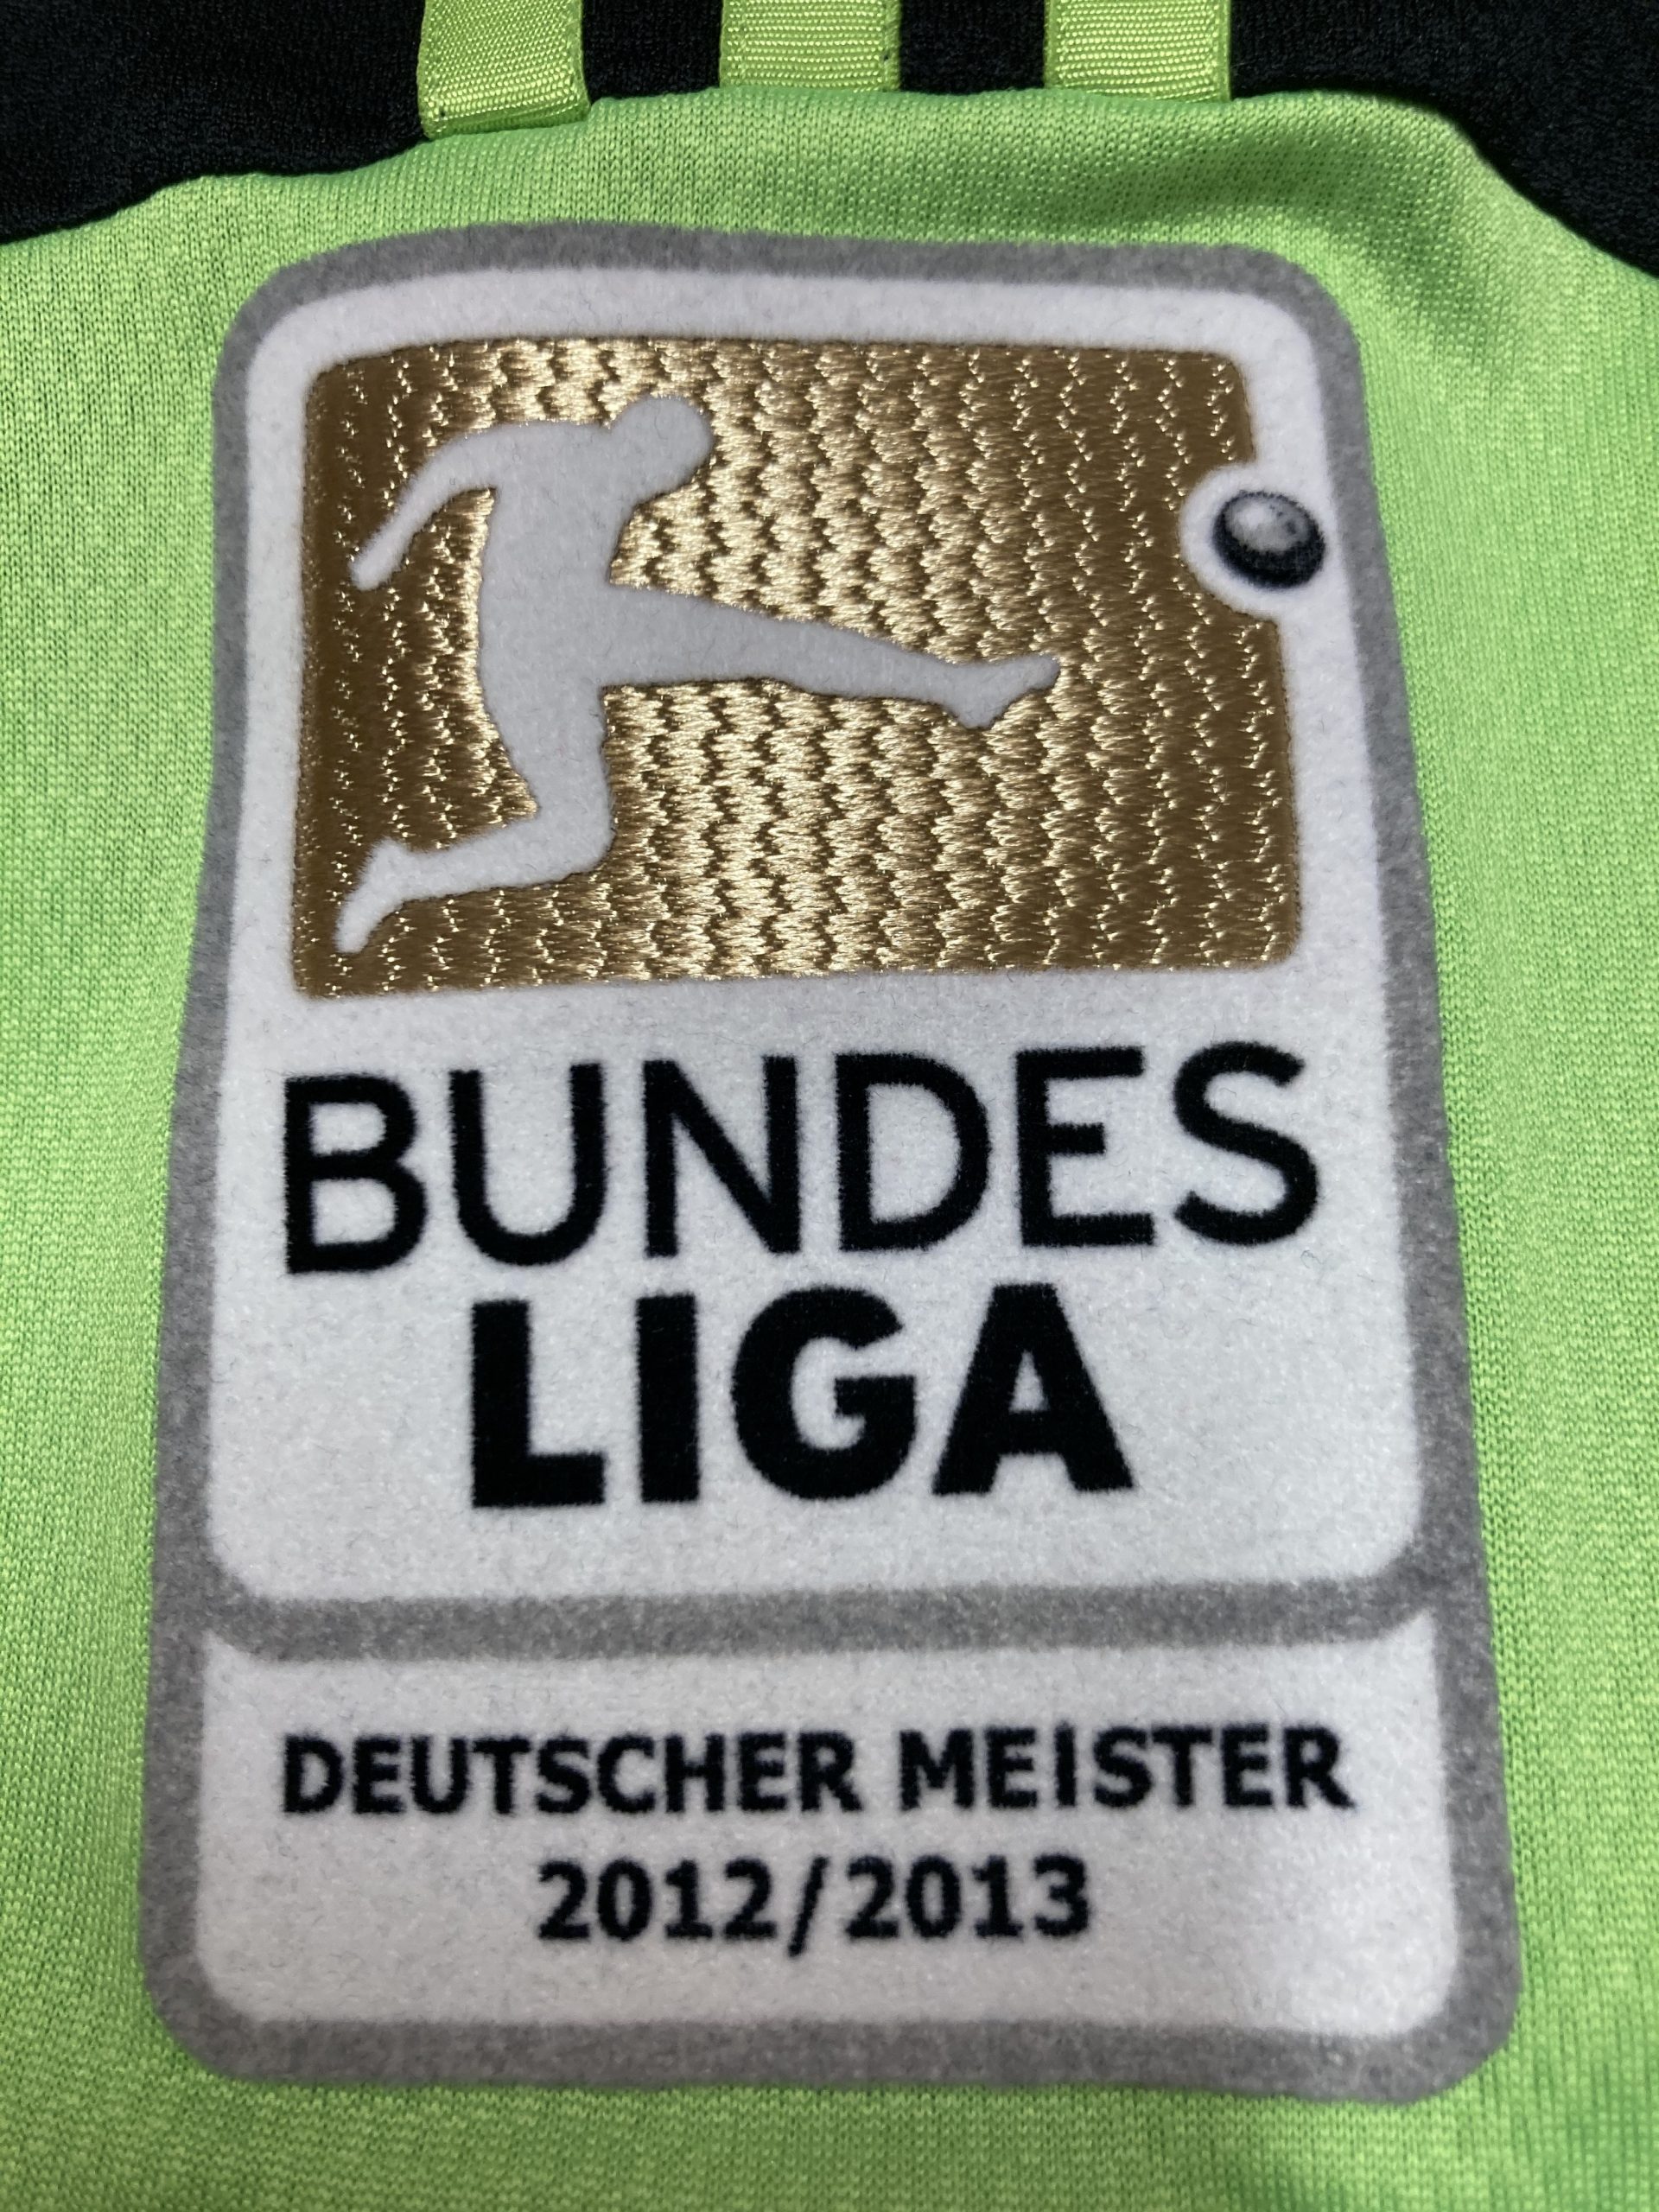 BUNDES
LIGA
DEUTSCHER MEISTER
2012/2013